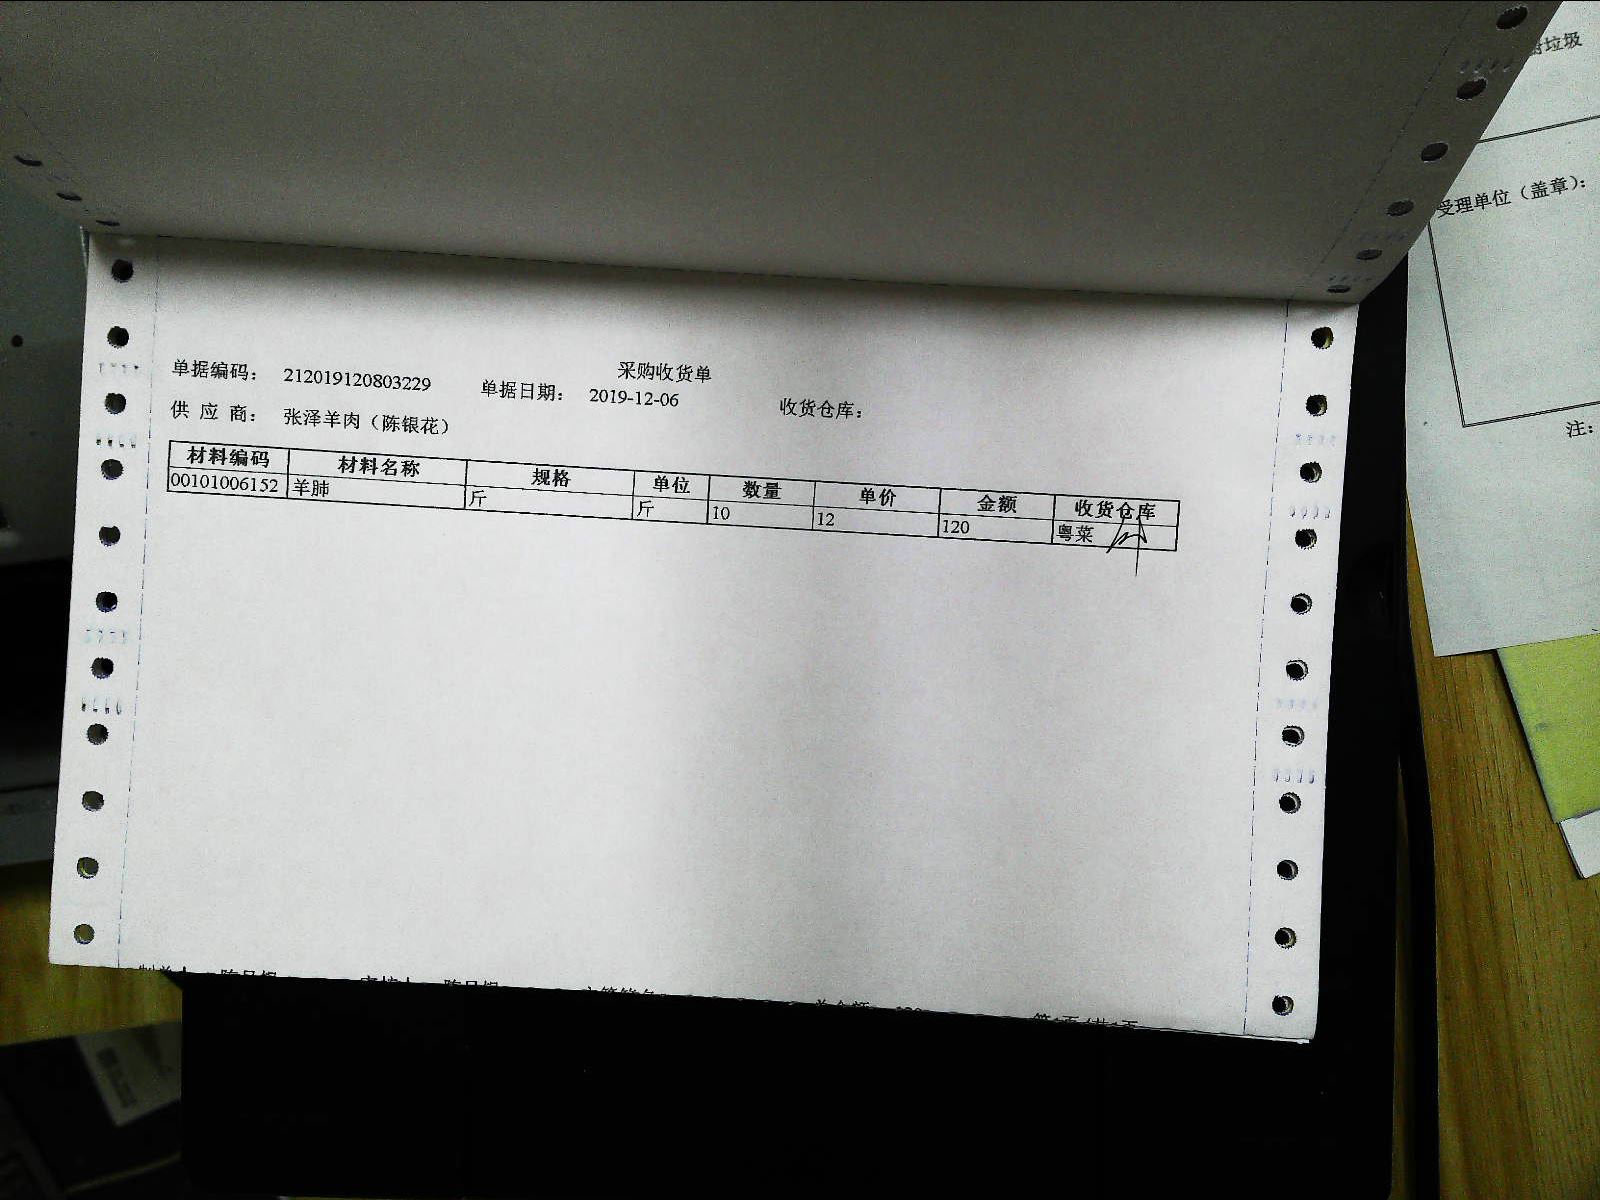 采购收货单
单据编码： 212019120803229 单据日期： 2019-12-06 收货仓库：
供 应 商： 张泽羊肉（陈银花）
材料编码 材料名称 规格 单位 数量 单价 金额 收货仓库
00101006152 羊肺 斤 斤 10 12 120 粤菜
垃圾
受理单位（盖章）：
注：